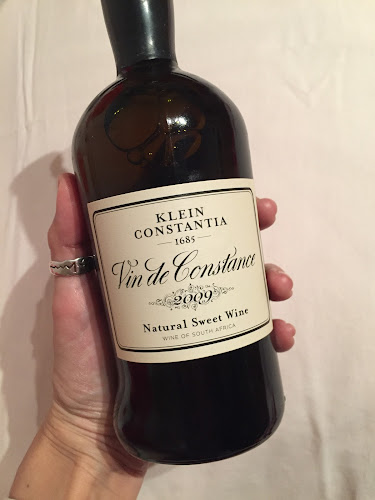 KLEIN
CONSTANTIA
1685
Vin de Constance
2009
Natural Sweet Wine
WINE OF SOUTH AFRICA